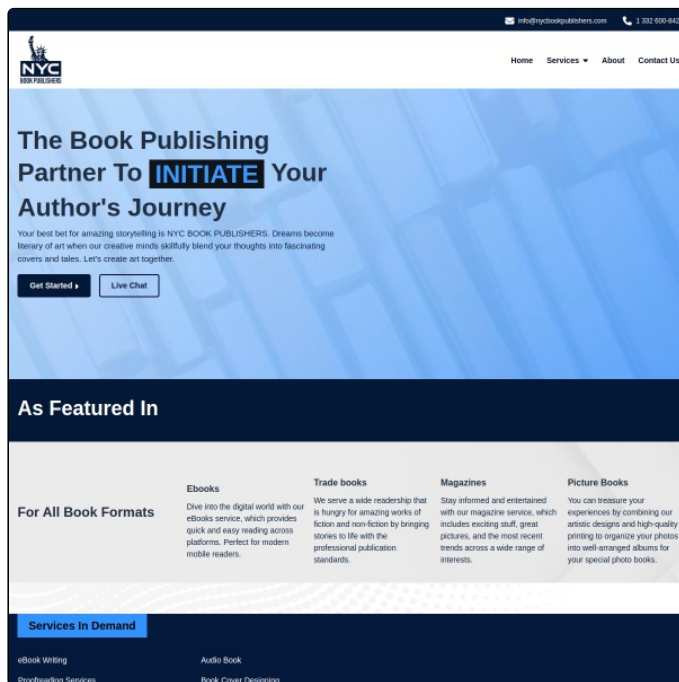 info@nycbookpublishers.com 1 332 600-842
NYC
BOOK PUBLISHERS
Home Services About Contact Us
The Book Publishing
Partner To INITIATE Your
Author's Journey
Your best bet for amazing storytelling is NYC BOOK PUBLISHERS. Dreams become
literary of art when our creative minds skillfully blend your thoughts into fascinating
covers and tales. Let's create art together.
Get Started Live Chat
As Featured In
For All Book Formats
Ebooks
Dive into the digital world with our
eBooks service, which provides
quick and easy reading across
platforms. Perfect for modern
mobile readers.
Trade books
We serve a wide readership that
is hungry for amazing works of
fiction and non-fiction by bringing
stories to life with the
professional publication
standards.
Magazines
Stay informed and entertained
with our magazine service, which
includes exciting stuff, great
pictures, and the most recent
trends across a wide range of
interests.
Picture Books
You can treasure your
experiences by combining our
artistic designs and high-quality
printing to organize your photos
into well-arranged albums for
your special photo books.
Services In Demand
eBook Writing Audio Book
Proofreading Services Book Cover Designing